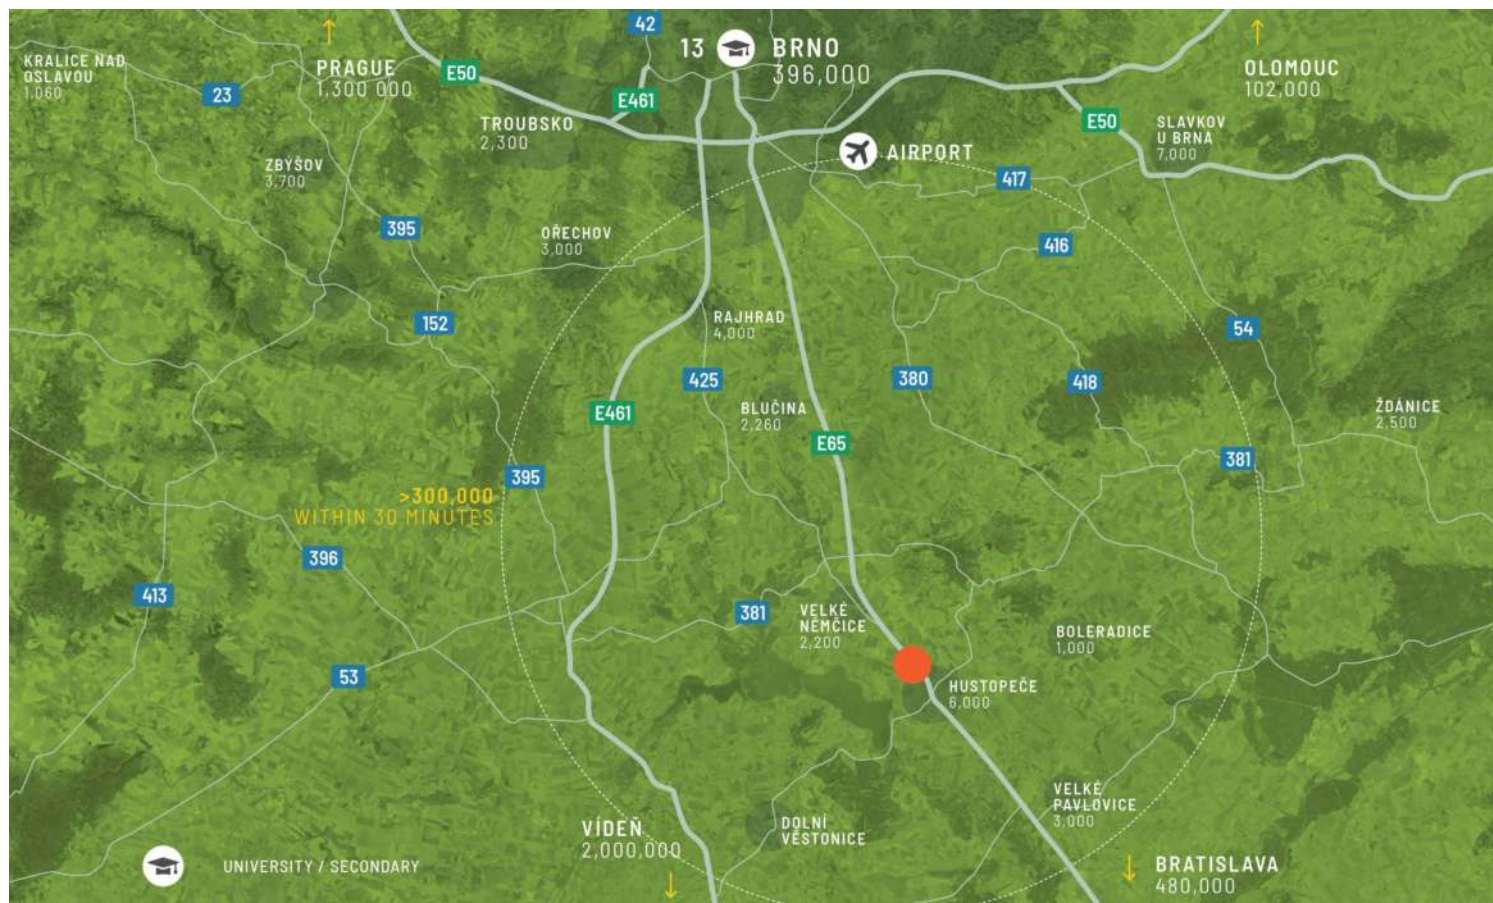 42
13
BRNO
396,000
KRALICE NAD
OSLAVOU
1,060
PRAGUE
1,300 000
E50
OLOMOUC
102,000
23
E461
E50
TROUBSKO
2,300
SLAVKOV
U BRNA
7,000
AIRPORT
ZBÝŠOV
3,700
417
395
OŘECHOV
3,000
416
152
RAJHRAD
4,000
54
425
380
418
E461
BLUČINA
2,260
ŽDÁNICE
2,500
E65
381
395
>300,000
WITHIN 30 MINUTES
396
413
381
VELKÉ
NĚMČICE
2,200
BOLERADICE
1,000
53
HUSTOPEČE
6,000
VELKÉ
PAVLOVICE
3,000
VÍDEŇ
2,000,000
DOLNÍ
VĚSTONICE
UNIVERSITY / SECONDARY
BRATISLAVA
480,000